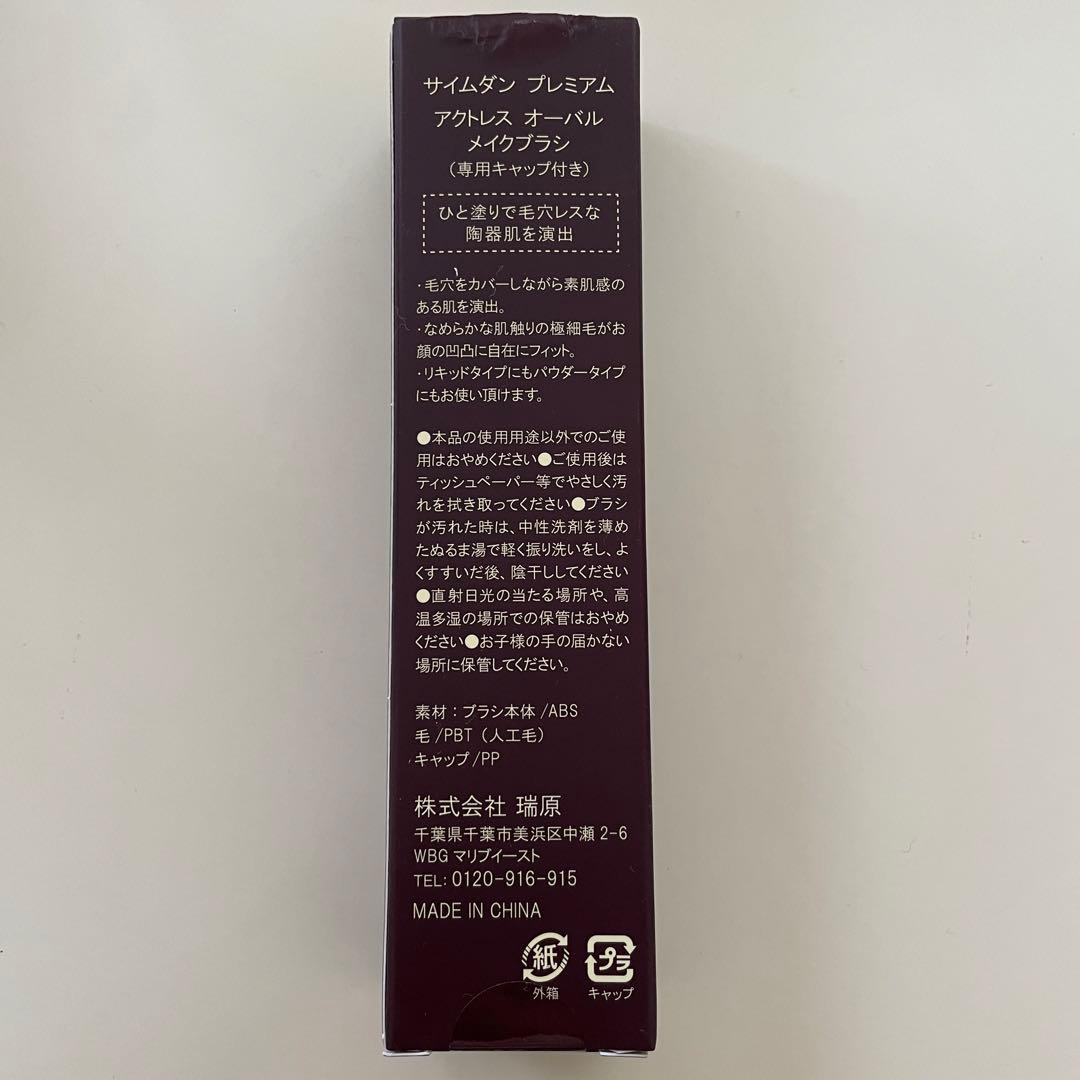 サイムダン プレミアム
アクトレス オーバル
メイクブラシ
（専用キャップ付き）
ひと塗りで毛穴レスな
陶器肌を演出
・毛穴をカバーしながら素肌感の
ある肌を演出。
・なめらかな肌触りの極細毛がお
顔の凹凸に自在にフィット。
・リキッドタイプにもパウダータイプ
にもお使い頂けます。
●本品の使用用途以外でのご使
用はおやめください●ご使用後は
ティッシュペーパー等でやさしく汚
れを拭き取ってください●ブラシ
が汚れた時は、中性洗剤を薄め
たぬるま湯で軽く振り洗いをし、よ
くすすいだ後、陰干ししてください
●直射日光の当たる場所や、高
温多湿の場所での保管はおやめ
ください●お子様の手の届かない
場所に保管してください。
素材：ブラシ本体/ABS
毛/PBT（人工毛）
キャップ/PP
株式会社 瑞原
千葉県千葉市美浜区中瀬 2-6
WBG マリブイースト
TEL: 0120-916-915
MADE IN CHINA
紙 プラ
外箱 キャップ